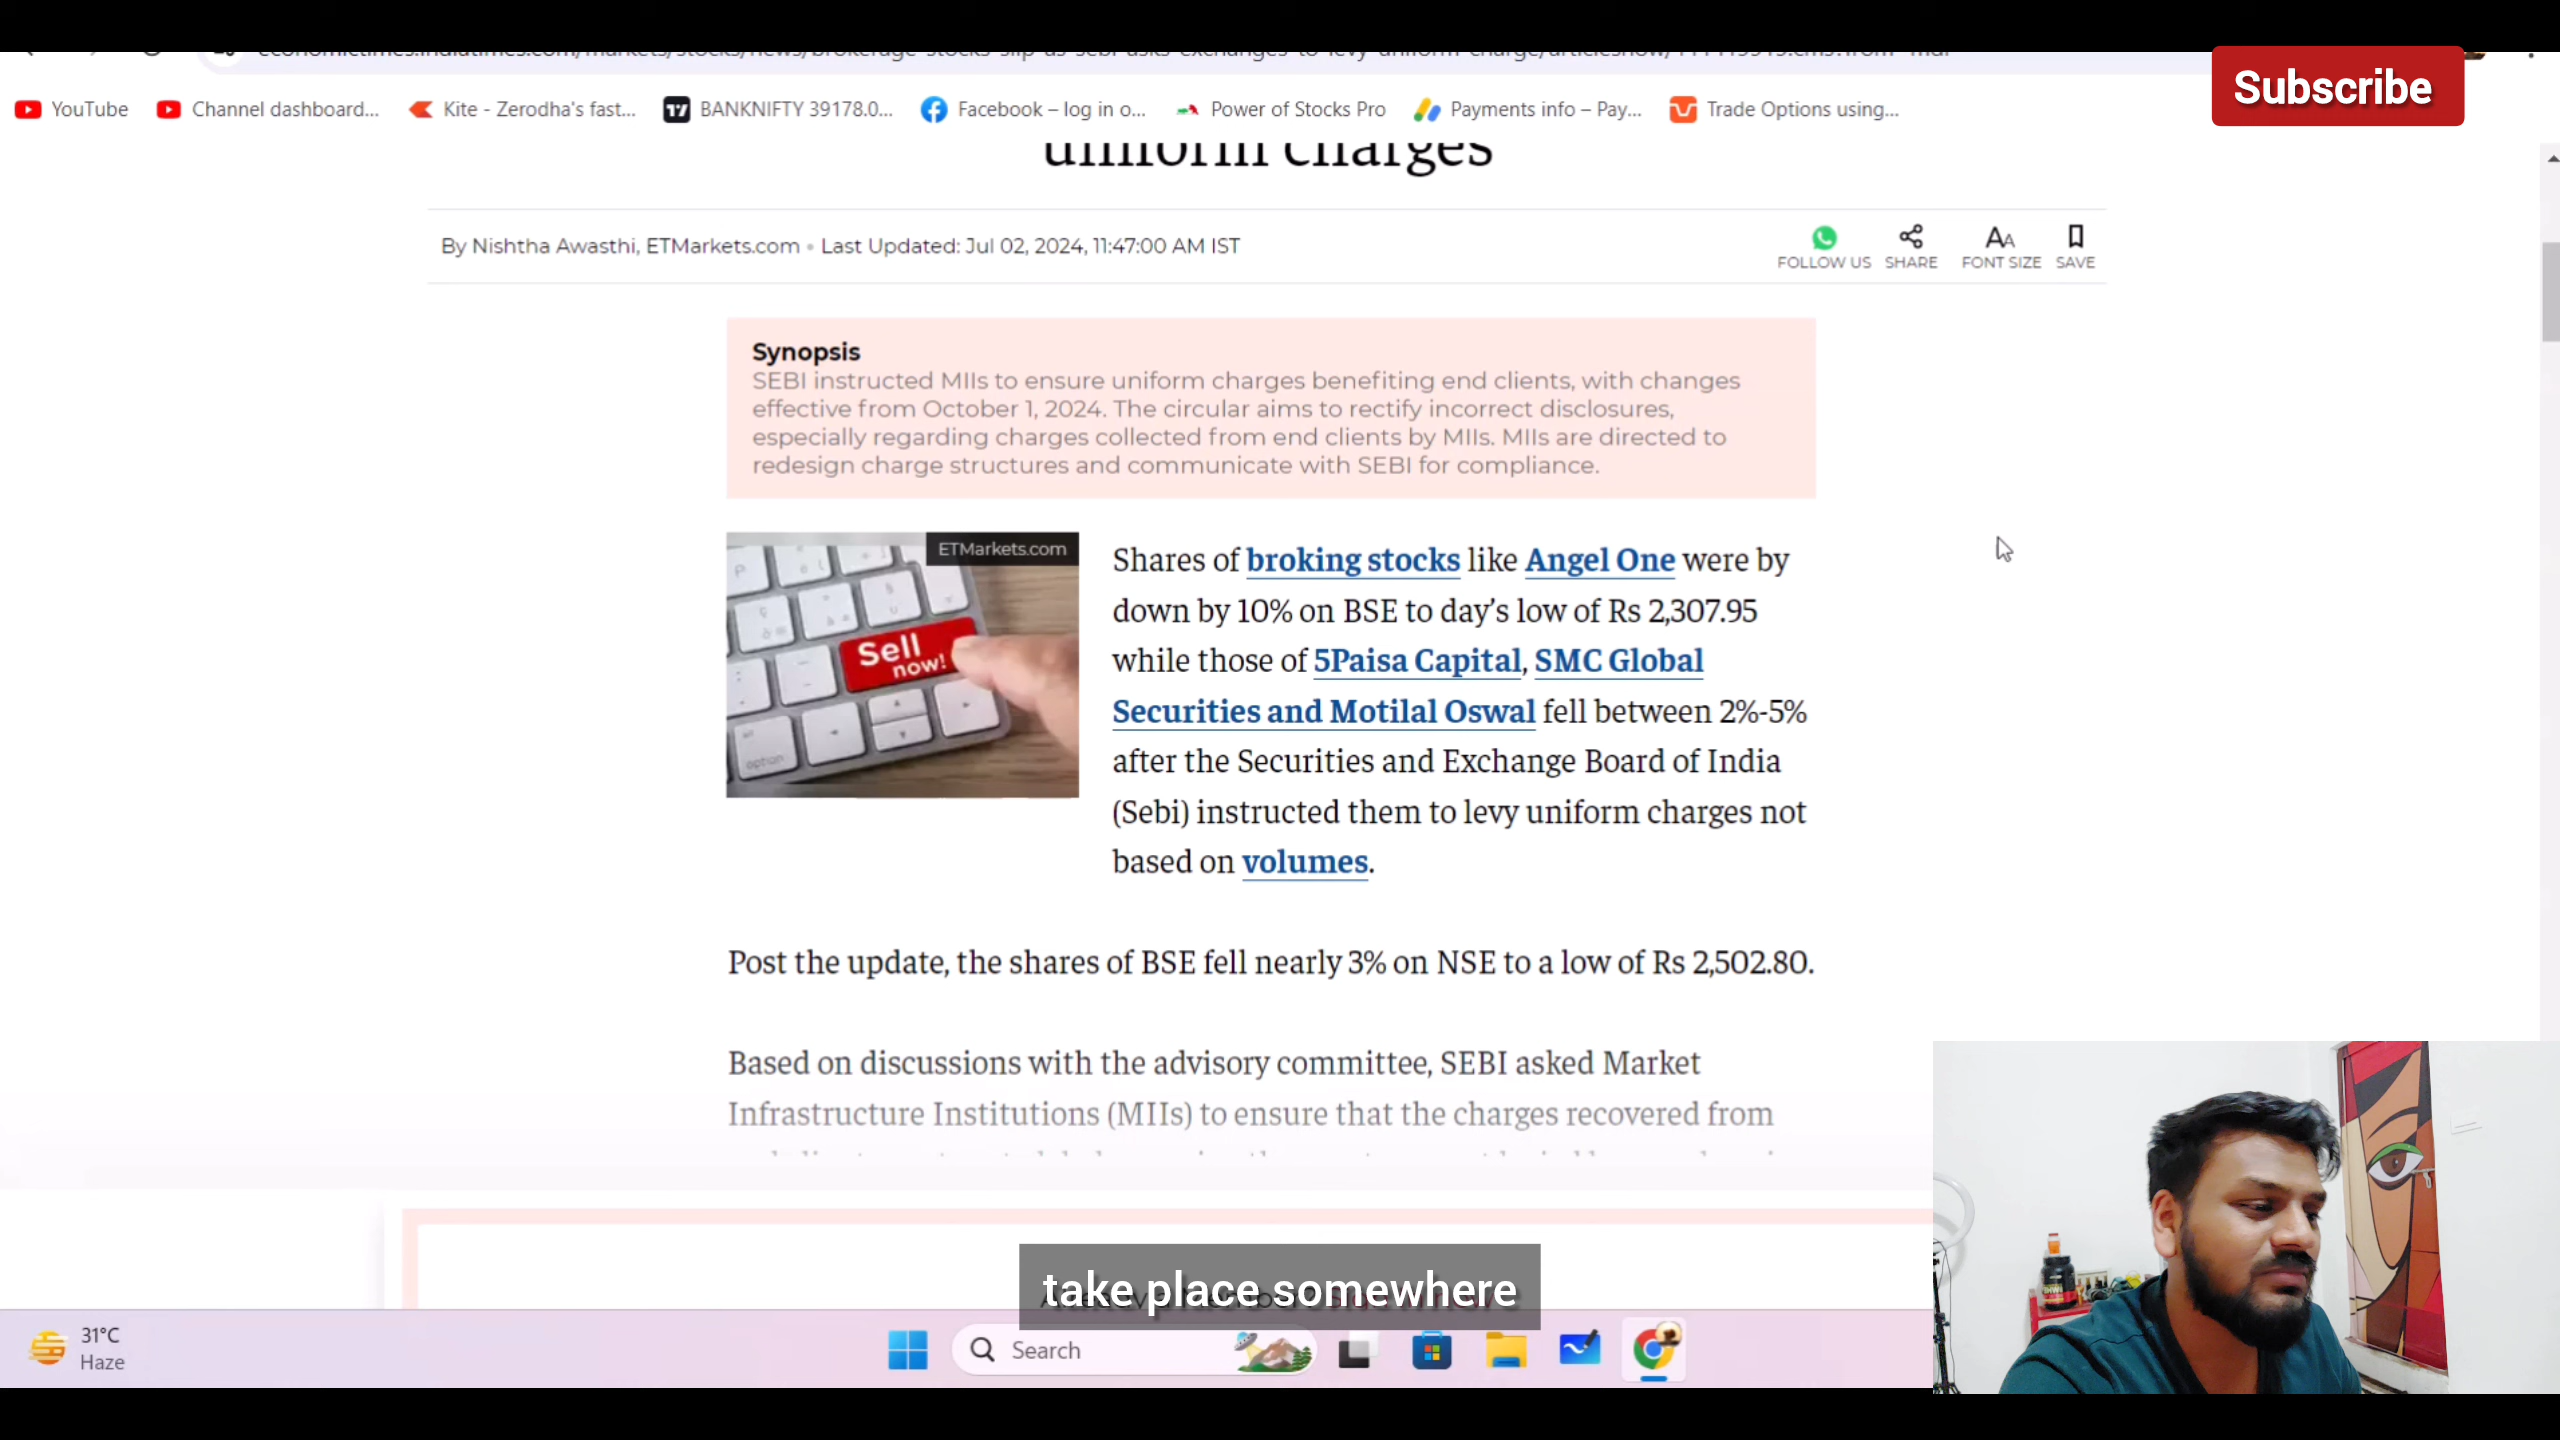 Subscribe
YouTube
Channel dashboard...
Kite - Zerodha's fast...
BANKNIFTY 39178.0...
Facebook – log in o...
Power of Stocks Pro
Payments info – Pay...
Trade Options using...
uniform charges
By Nishtha Awasthi, ETMarkets.com • Last Updated: Jul 02, 2024, 11:47:00 AM IST
FOLLOW US
SHARE
FONT SIZE
SAVE
Synopsis
SEBI instructed MIIs to ensure uniform charges benefiting end clients, with changes
effective from October 1, 2024. The circular aims to rectify incorrect disclosures,
especially regarding charges collected from end clients by MIIs. MIIs are directed to
redesign charge structures and communicate with SEBI for compliance.
ETMarkets.com
Sell
now!
option
Shares of broking stocks like Angel One were by
down by 10% on BSE to day's low of Rs 2,307.95
while those of 5Paisa Capital, SMC Global
Securities and Motilal Oswal fell between 2%-5%
after the Securities and Exchange Board of India
(Sebi) instructed them to levy uniform charges not
based on volumes.
Post the update, the shares of BSE fell nearly 3% on NSE to a low of Rs 2,502.80.
Based on discussions with the advisory committee, SEBI asked Market
Infrastructure Institutions (MIIs) to ensure that the charges recovered from
take place somewhere
31°C
Haze
Search